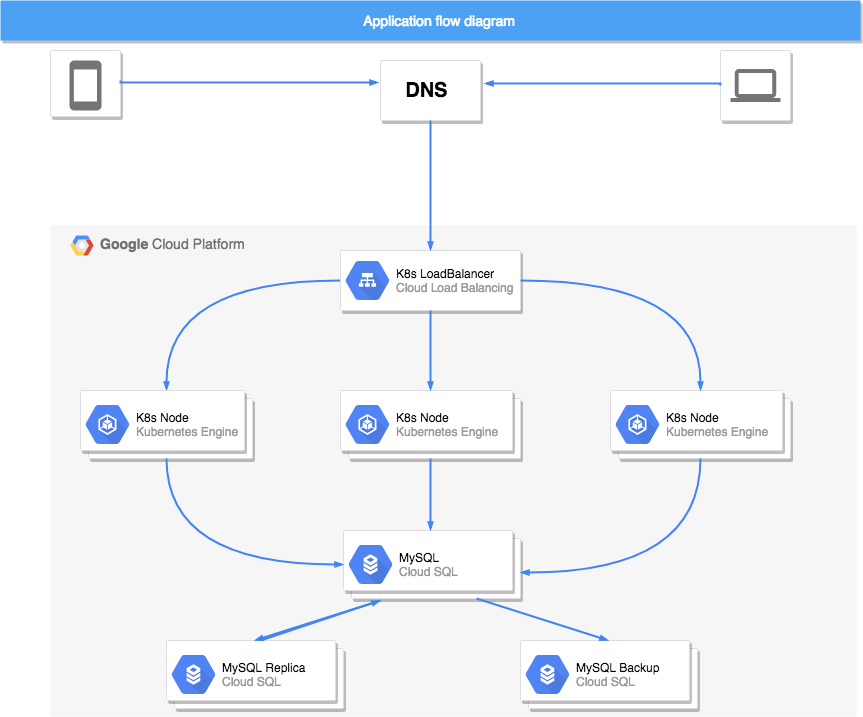 Application flow diagram
DNS
Google Cloud Platform
K8s LoadBalancer
Cloud Load Balancing
K8s Node
Kubernetes Engine
K8s Node
Kubernetes Engine
K8s Node
Kubernetes Engine
MySQL
Cloud SQL
MySQL Replica
Cloud SQL
MySQL Backup
Cloud SQL